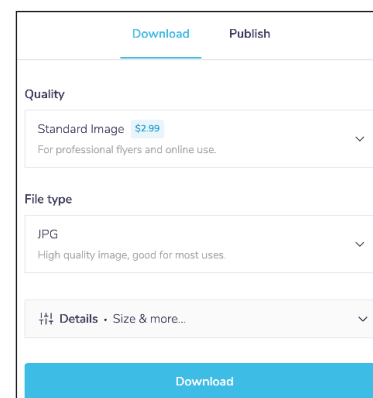 Download Publish
Quality
Standard Image $2.99
For professional flyers and online use.
File type
JPG
High quality image, good for most uses.
Details • Size & more...
Download